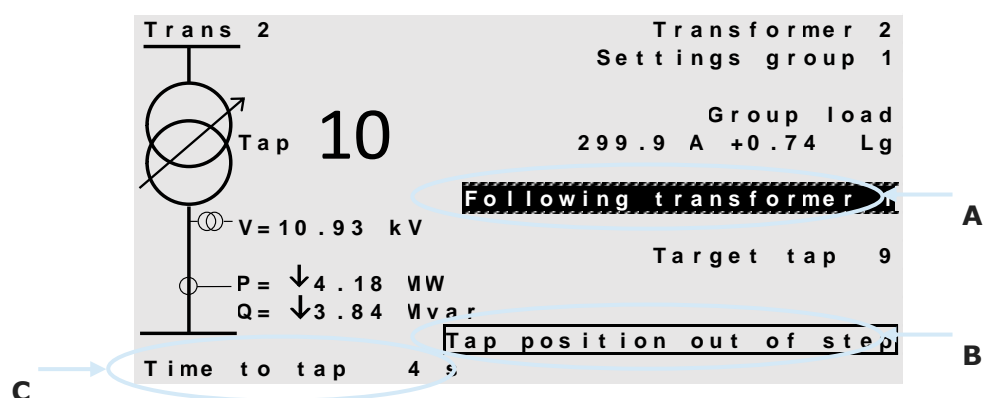 Trans 2
Transformer 2
Settings group 1
Group load
Tap 10
299.9 A +0.74 Lg
Following transformer 1
A
V=10.93 kV
Target tap 9
P= ↓4.18 MW
Q= ↓3.84 Mvar
Tap position out of step
B
Time to tap 4 s
C